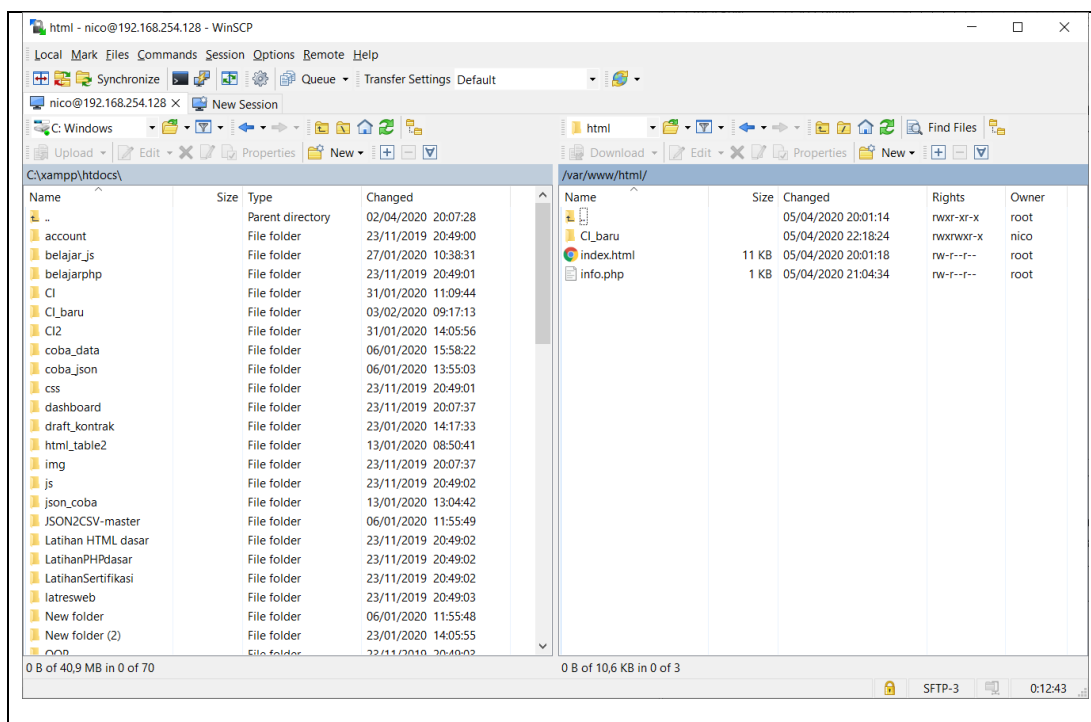 html - nico@192.168.254.128 - WinSCP
Local Mark Files Commands Session Options Remote Help
Synchronize Queue Transfer Settings Default
nico@192.168.254.128 × New Session
C: Windows
Upload Edit Properties New
C:\xampp\htdocs\
Name Size Type Changed
.. Parent directory 02/04/2020 20:07:28
account File folder 23/11/2019 20:49:00
belajar_js File folder 27/01/2020 10:38:31
belajarphp File folder 23/11/2019 20:49:01
CI File folder 31/01/2020 11:09:44
CI_baru File folder 03/02/2020 09:17:13
CI2 File folder 31/01/2020 14:05:56
coba_data File folder 06/01/2020 15:58:22
coba_json File folder 06/01/2020 13:55:03
css File folder 23/11/2019 20:49:01
dashboard File folder 23/11/2019 20:07:37
draft_kontrak File folder 23/01/2020 14:17:33
html_table2 File folder 13/01/2020 08:50:41
img File folder 23/11/2019 20:07:37
js File folder 23/11/2019 20:49:02
json_coba File folder 13/01/2020 13:04:42
JSON2CSV-master File folder 06/01/2020 11:55:49
Latihan HTML dasar File folder 23/11/2019 20:49:02
LatihanPHPdasar File folder 23/11/2019 20:49:02
LatihanSertifikasi File folder 23/11/2019 20:49:02
latresweb File folder 23/11/2019 20:49:03
New folder File folder 06/01/2020 11:55:48
New folder (2) File folder 23/01/2020 14:05:55
OOP File folder 23/11/2019 20:49:03
0 B of 40,9 MB in 0 of 70
html Find Files
Download Edit Properties New
/var/www/html/
Name Size Changed Rights Owner
.. 05/04/2020 20:01:14 rwxr-xr-x root
CI_baru 05/04/2020 22:18:24 rwxrwxr-x nico
index.html 11 KB 05/04/2020 20:01:18 rw-r--r-- root
info.php 1 KB 05/04/2020 21:04:34 rw-r--r-- root
0 B of 10,6 KB in 0 of 3
SFTP-3 0:12:43